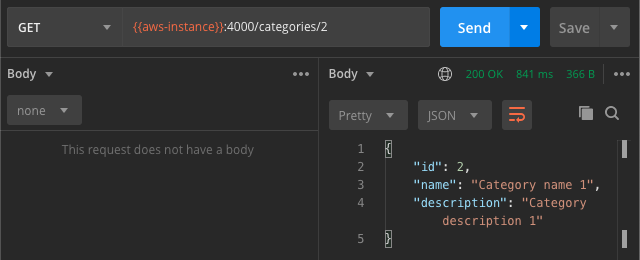 GET {{aws-instance}}:4000/categories/2 Send Save
Body
none
This request does not have a body
Body 200 OK 841 ms 366 B
Pretty JSON
1 {
2 "id": 2,
3 "name": "Category name 1",
4 "description": "Category
description 1"
5 }